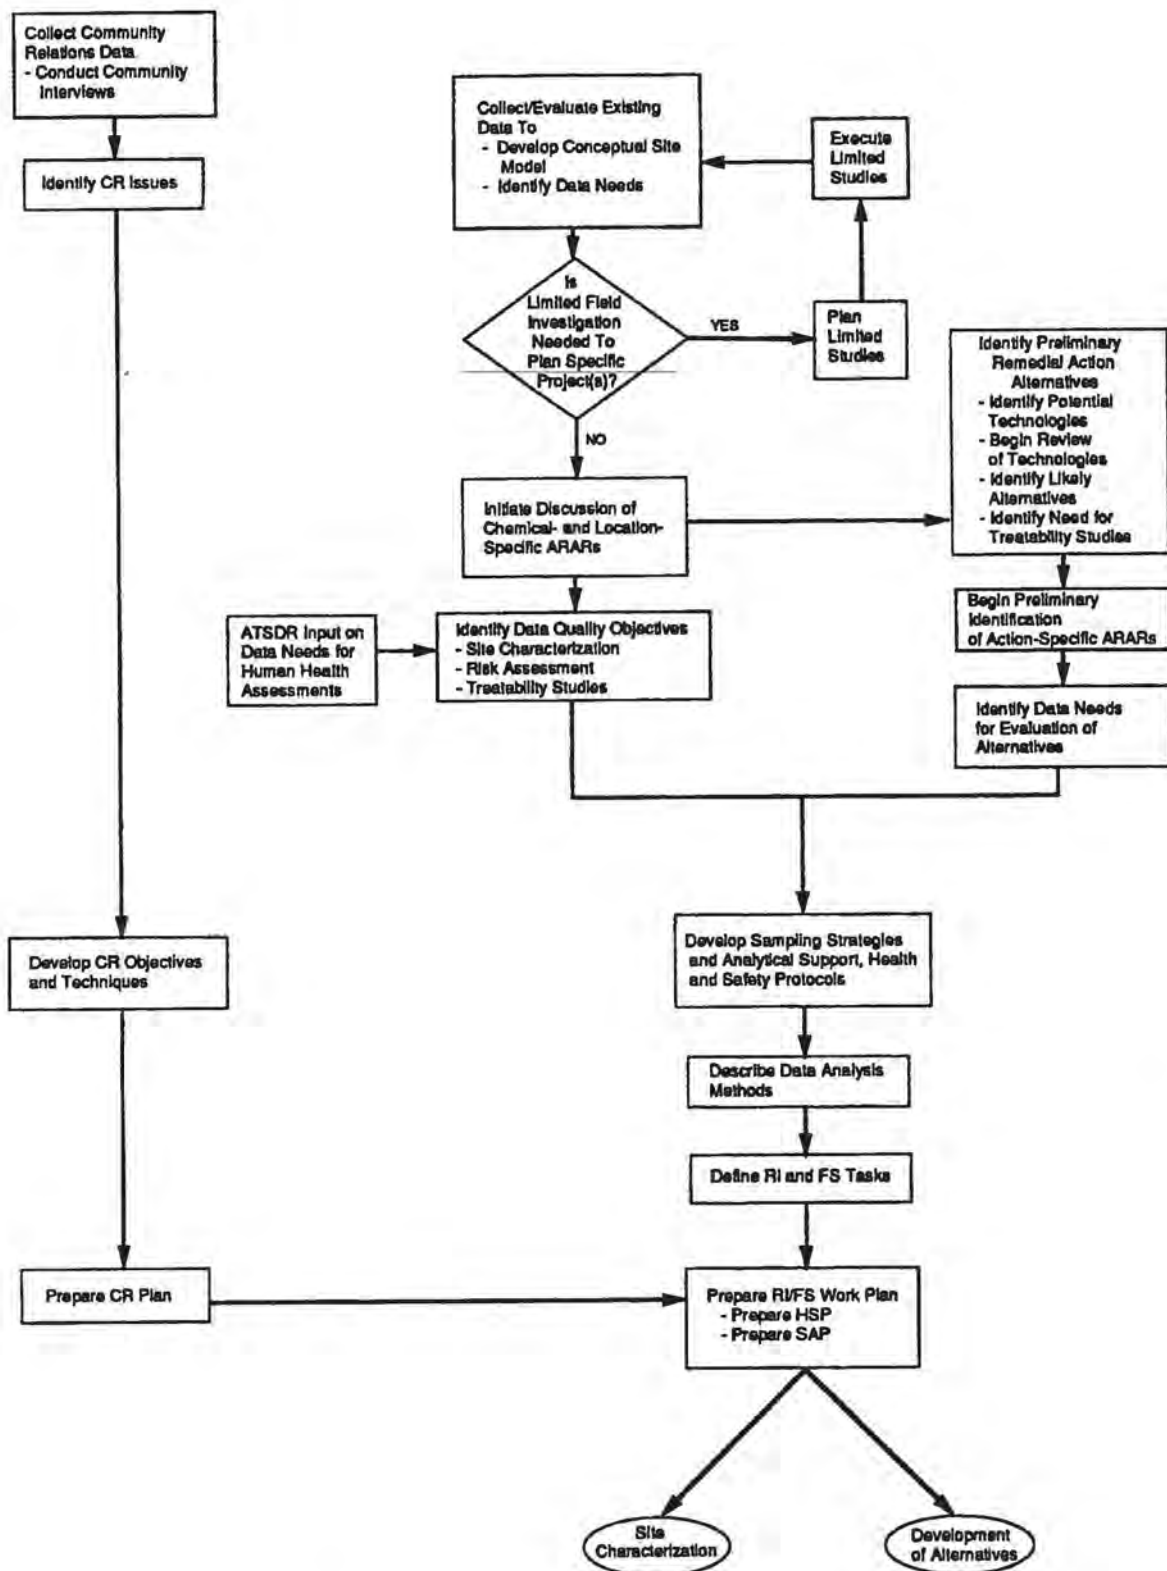 Collect Community
Relations Data
- Conduct Community
Interviews
Identify CR Issues
Collect/Evaluate Existing
Data To
- Develop Conceptual Site
Model
- Identify Data Needs
Execute
Limited
Studies
Is
Limited Field
Investigation
Needed To
Plan Specific
Project(s)?
YES
Plan
Limited
Studies
NO
Identify Preliminary
Remedial Action
Alternatives
- Identify Potential
Technologies
- Begin Review
of Technologies
- Identify Likely
Alternatives
- Identify Need for
Treatability Studies
Initiate Discussion of
Chemical- and Location-
Specific ARARs
Begin Preliminary
Identification
of Action-Specific ARARs
ATSDR Input on
Data Needs for
Human Health
Assessments
Identify Data Quality Objectives
- Site Characterization
- Risk Assessment
- Treatability Studies
Identify Data Needs
for Evaluation of
Alternatives
Develop CR Objectives
and Techniques
Develop Sampling Strategies
and Analytical Support, Health
and Safety Protocols
Describe Data Analysis
Methods
Define RI and FS Tasks
Prepare CR Plan
Prepare RI/FS Work Plan
- Prepare HSP
- Prepare SAP
Site
Characterization
Development
of Alternatives